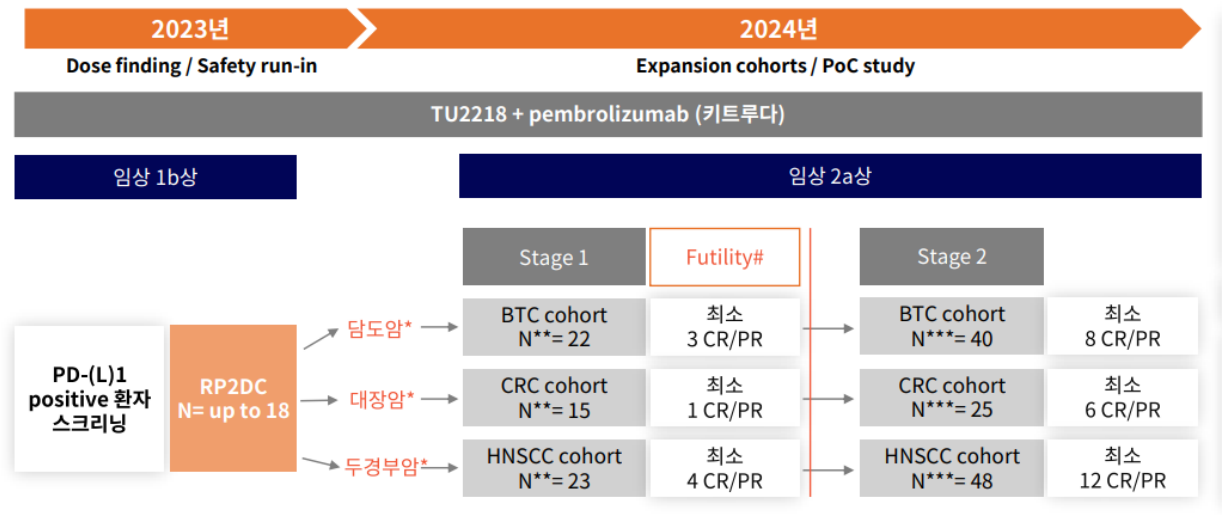 2023년
2024년
Dose finding / Safety run-in
Expansion cohorts / PoC study
TU2218 + pembrolizumab (키트루다)
임상 1b상
임상 2a상
Stage 1
Futility#
Stage 2
PD-(L)1
positive 환자
스크리닝
RP2DC
N= up to 18
담도암*
BTC cohort
N**= 22
최소
3 CR/PR
BTC cohort
N***= 40
최소
8 CR/PR
대장암*
CRC cohort
N**= 15
최소
1 CR/PR
CRC cohort
N***= 25
최소
6 CR/PR
두경부암*
HNSCC cohort
N**= 23
최소
4 CR/PR
HNSCC cohort
N***= 48
최소
12 CR/PR